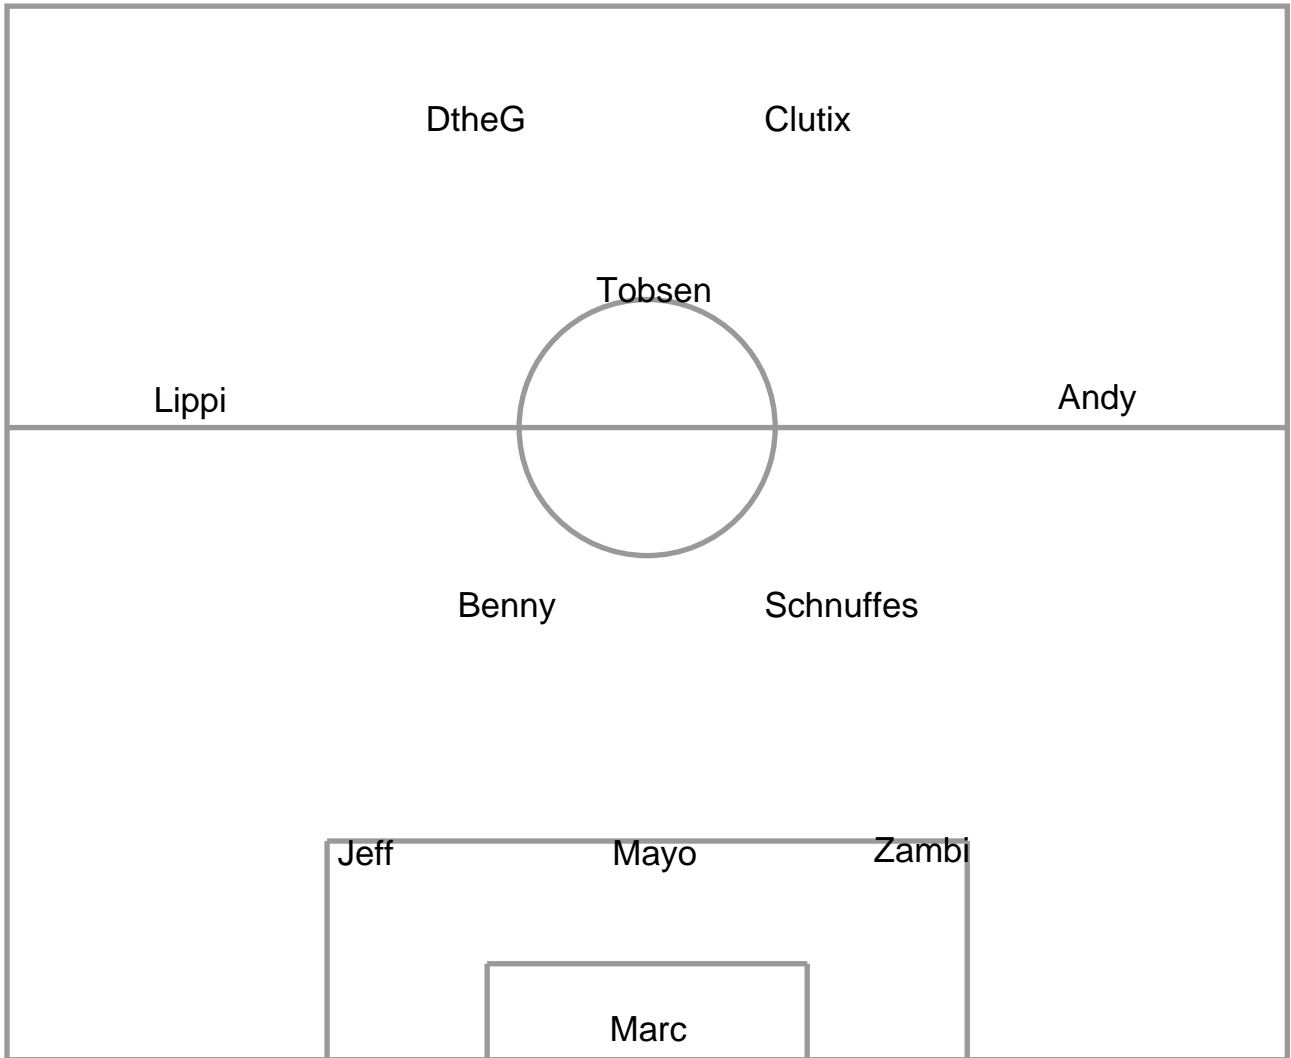 DtheG Clutix
Tobsen
Lippi Andy
Benny Schnuffes
Jeff Mayo Zambi
Marc